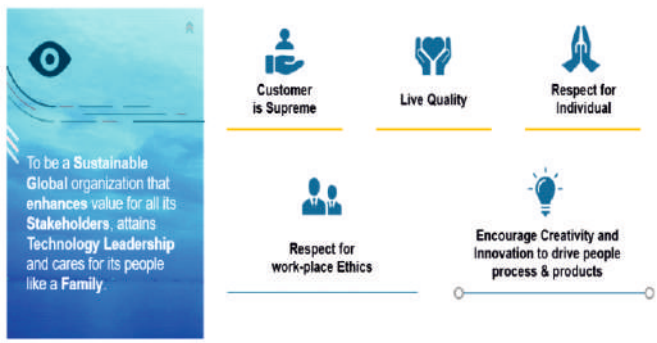 To be a Sustainable
Global organization that
enhances value for all its
Stakeholders, attains
Technology Leadership
and cares for its people
like a Family.
Customer
is Supreme
Live Quality
Respect for
Individual
Respect for
work-place Ethics
Encourage Creativity and
Innovation to drive people
process & products